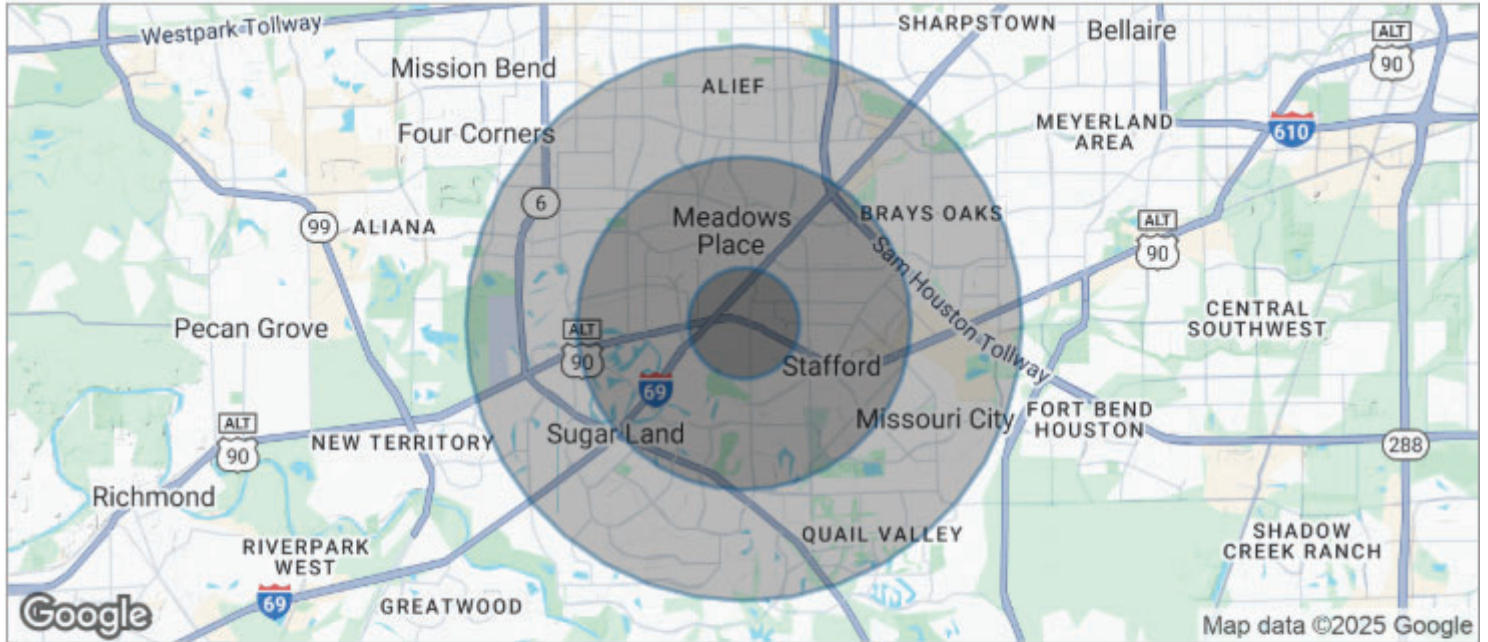 SHARPSTOWN
Bellaire
Westpark Tollway
ALT
90
Mission Bend
ALIEF
Four Corners
MEYERLAND
AREA
610
6
Meadows
Place
BRAYS OAKS
99
ALIANA
ALT
90
Sam Houston Tollway
CENTRAL
SOUTHWEST
Pecan Grove
ALT
90
Stafford
69
Missouri City
FORT BEND
HOUSTON
ALT
90
NEW TERRITORY
Sugar Land
288
Richmond
QUAIL VALLEY
SHADOW
CREEK RANCH
RIVERPARK
WEST
69
GREATWOOD
Google
Map data ©2025 Google